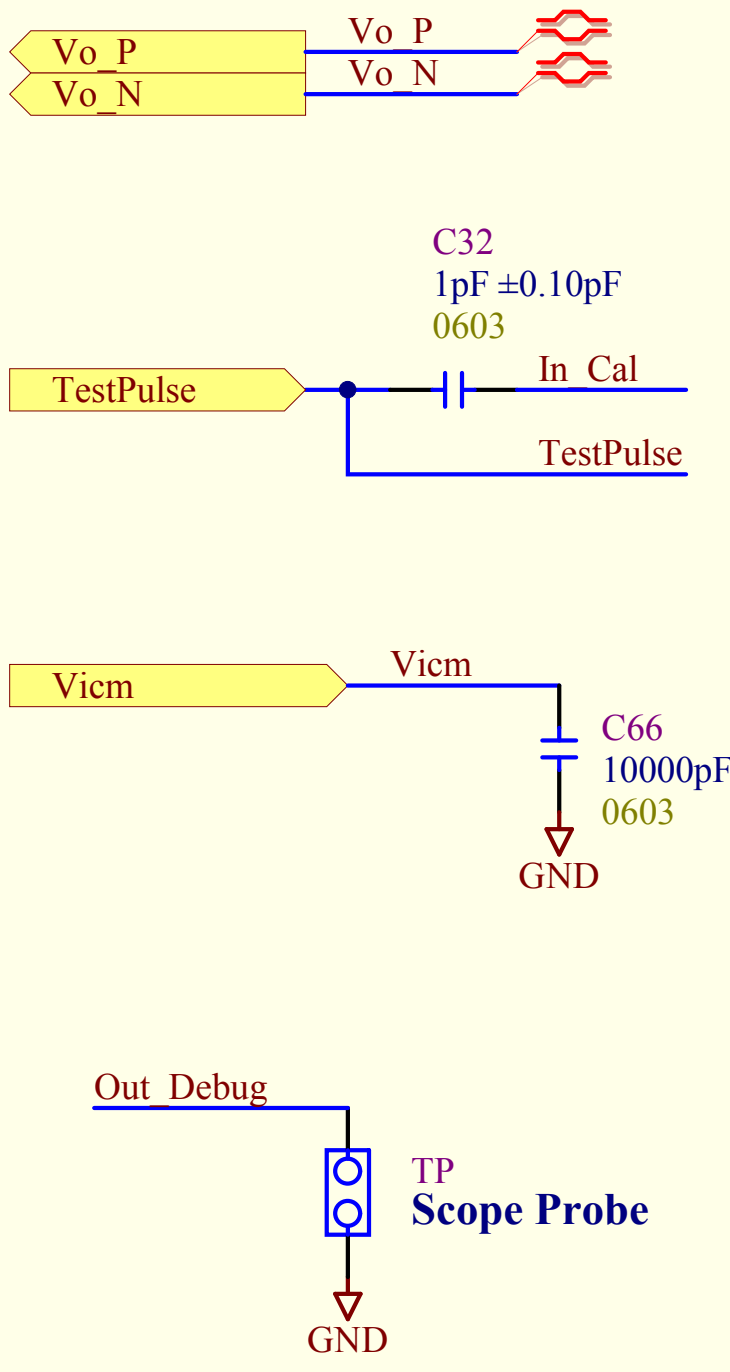 Vo_P
Vo_P
Vo_N
Vo_N
C32
1pF ±0.10pF
0603
TestPulse
In_Cal
TestPulse
Vicm
Vicm
C66
10000pF
0603
GND
Out_Debug
TP
Scope Probe
GND